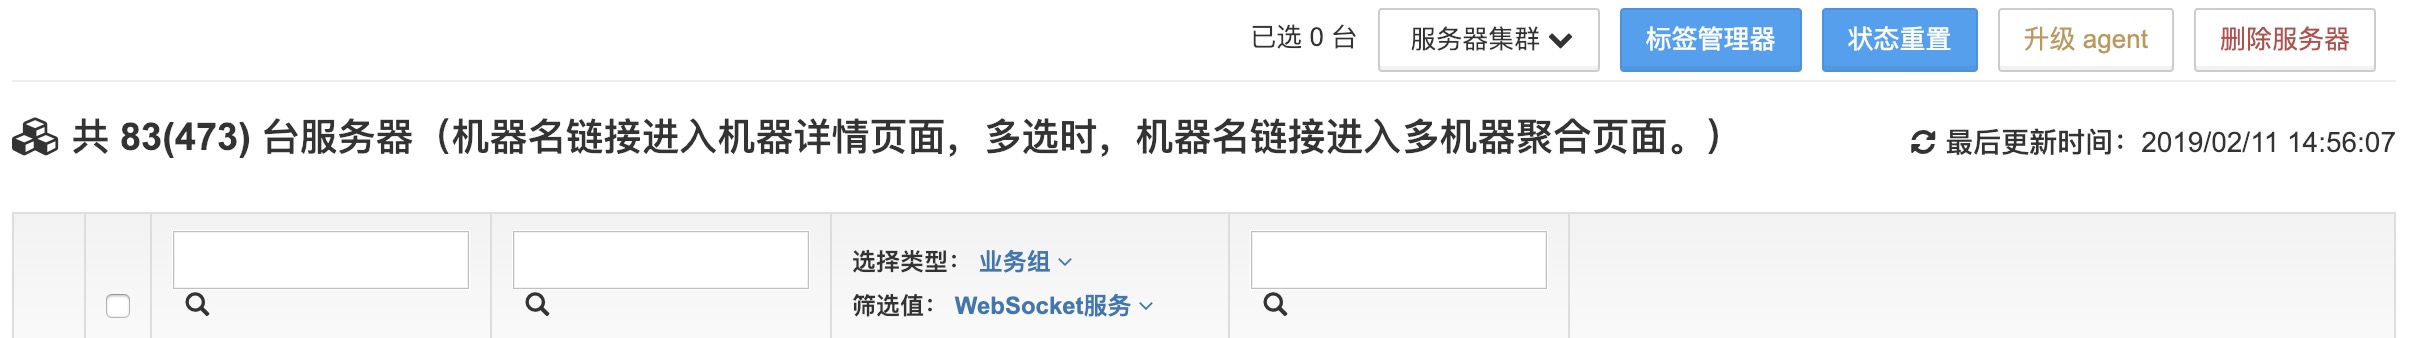 已选 0 台 服务器集群 标签管理器 状态重置 升级 agent 删除服务器
共 83(473) 台服务器（机器名链接进入机器详情页面，多选时，机器名链接进入多机器聚合页面。） 最后更新时间：2019/02/11 14:56:07
选择类型： 业务组
筛选值： WebSocket服务